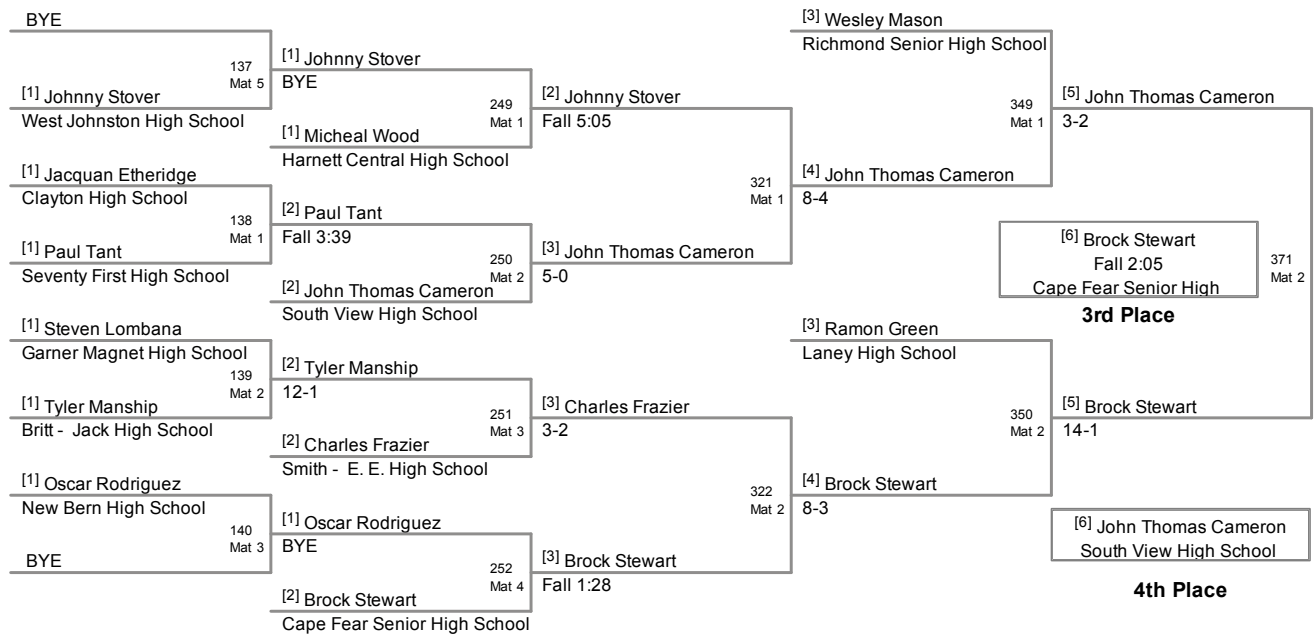 BYE
137
Mat 5
[1] Johnny Stover
West Johnston High School
[1] Jacquan Etheridge
Clayton High School
138
Mat 1
[1] Paul Tant
Seventy First High School
[1] Steven Lombana
Garner Magnet High School
139
Mat 2
[1] Tyler Manship
Britt - Jack High School
[1] Oscar Rodriguez
New Bern High School
140
Mat 3
BYE
[1] Johnny Stover
BYE
249
Mat 1
[1] Micheal Wood
Harnett Central High School
[2] Paul Tant
Fall 3:39
250
Mat 2
[2] John Thomas Cameron
South View High School
[2] Tyler Manship
12-1
251
Mat 3
[2] Charles Frazier
Smith - E. E. High School
[1] Oscar Rodriguez
BYE
252
Mat 4
[2] Brock Stewart
Cape Fear Senior High School
[2] Johnny Stover
Fall 5:05
321
Mat 1
[3] John Thomas Cameron
5-0
[3] Charles Frazier
3-2
322
Mat 2
[3] Brock Stewart
Fall 1:28
[3] Wesley Mason
Richmond Senior High School
349
Mat 1
[4] John Thomas Cameron
8-4
[3] Ramon Green
Laney High School
350
Mat 2
[4] Brock Stewart
8-3
[5] John Thomas Cameron
3-2
371
Mat 2
[5] Brock Stewart
14-1
[6] Brock Stewart
Fall 2:05
Cape Fear Senior High
3rd Place
[6] John Thomas Cameron
South View High School
4th Place